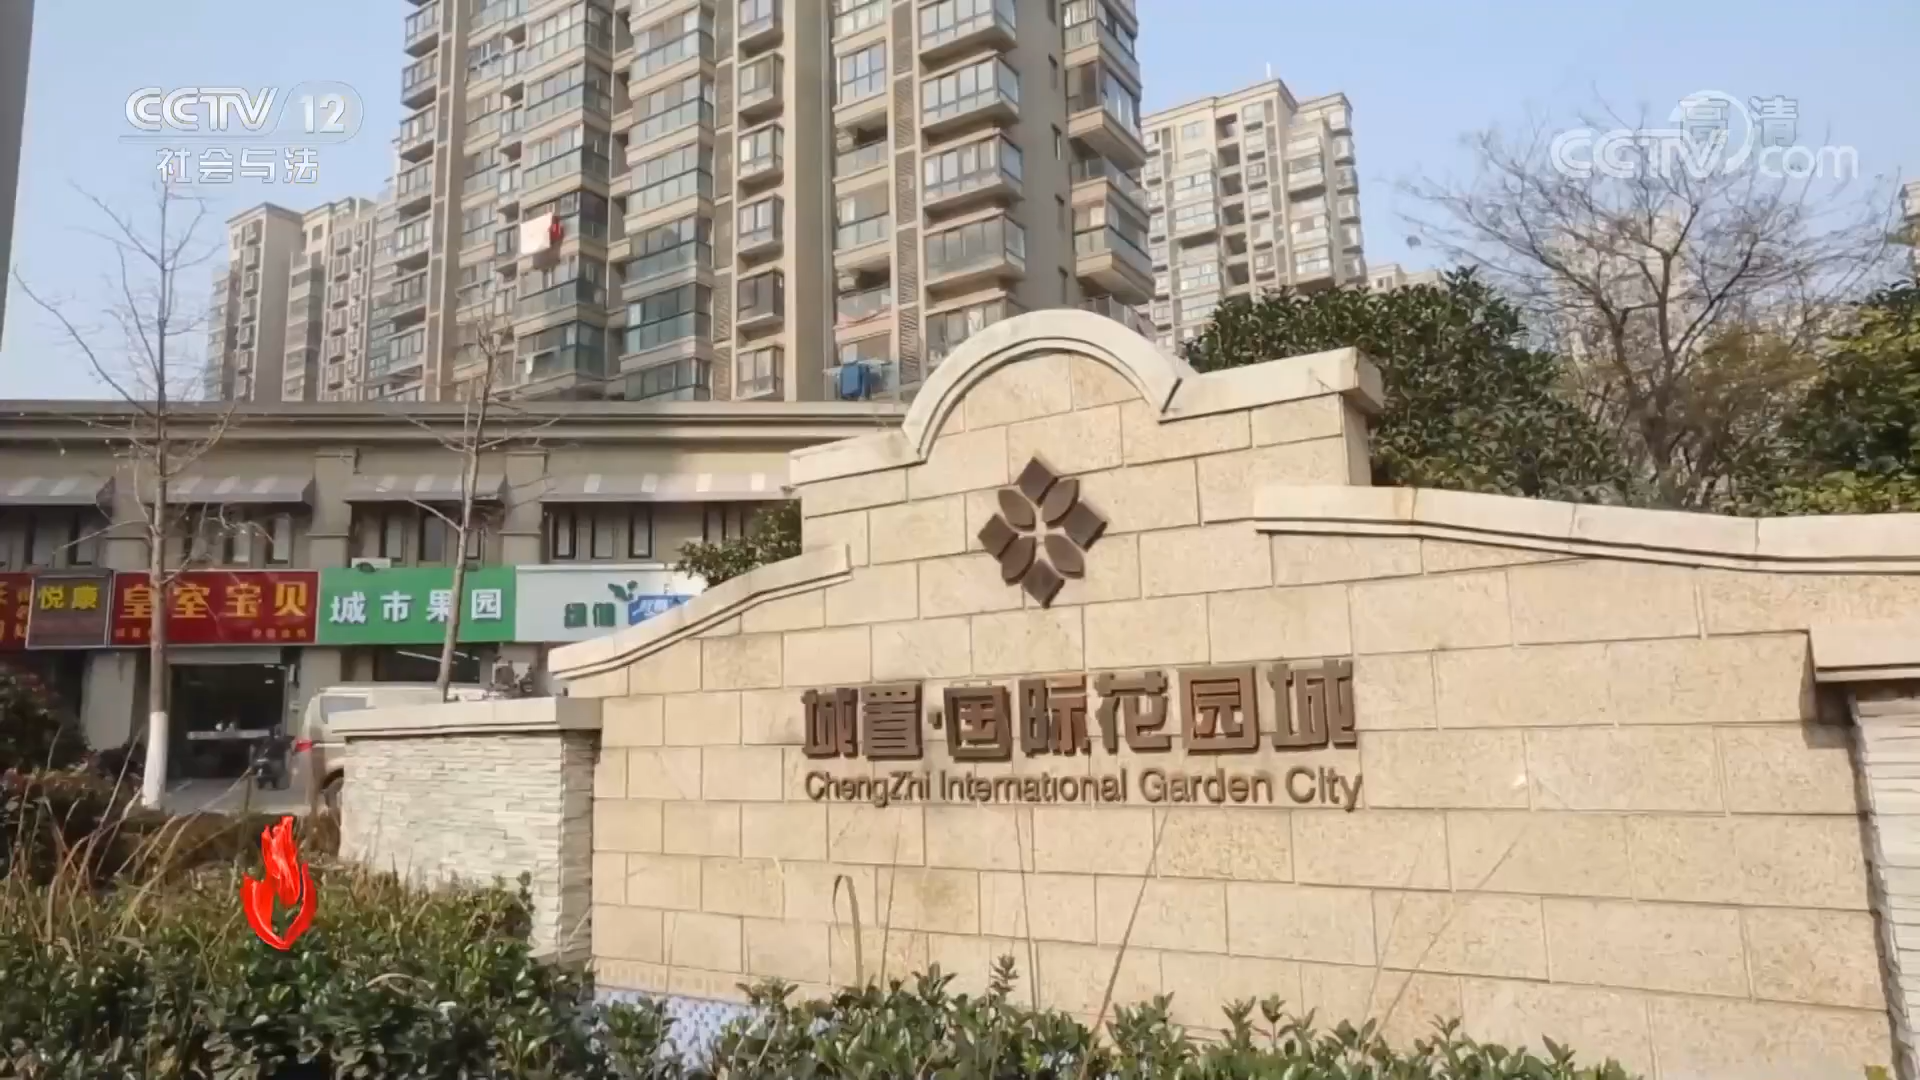 CCTV 12
社会与法
高清
CCTV.com
悦康
皇室宝贝
城市果园
城置·国际花园城
ChengZhi International Garden City